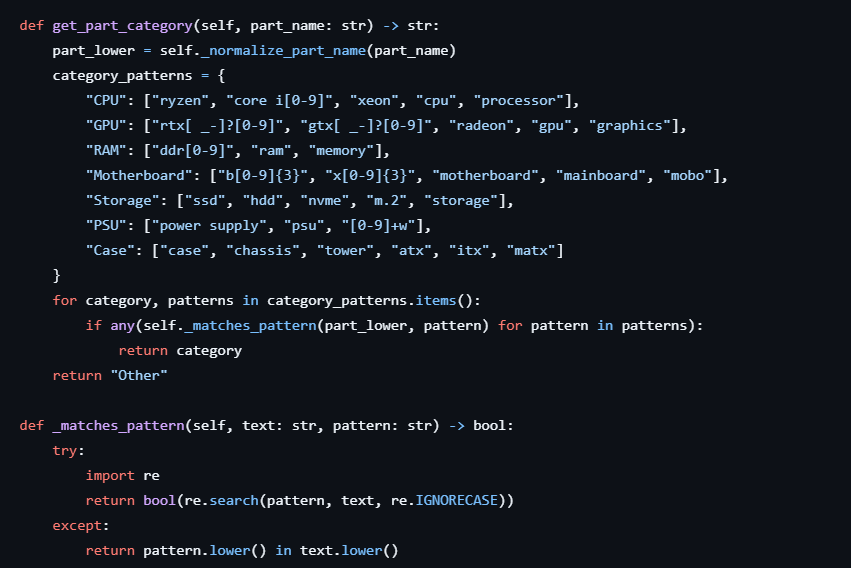 def get_part_category(self, part_name: str) -> str:
    part_lower = self._normalize_part_name(part_name)
    category_patterns = {
        "CPU": ["ryzen", "core i[0-9]", "xeon", "cpu", "processor"],
        "GPU": ["rtx[ _-]?[0-9]", "gtx[ _-]?[0-9]", "radeon", "gpu", "graphics"],
        "RAM": ["ddr[0-9]", "ram", "memory"],
        "Motherboard": ["b[0-9]{3}", "x[0-9]{3}", "motherboard", "mainboard", "mobo"],
        "Storage": ["ssd", "hdd", "nvme", "m.2", "storage"],
        "PSU": ["power supply", "psu", "[0-9]+w"],
        "Case": ["case", "chassis", "tower", "atx", "itx", "matx"]
    }
    for category, patterns in category_patterns.items():
        if any(self._matches_pattern(part_lower, pattern) for pattern in patterns):
            return category
    return "Other"

def _matches_pattern(self, text: str, pattern: str) -> bool:
    try:
        import re
        return bool(re.search(pattern, text, re.IGNORECASE))
    except:
        return pattern.lower() in text.lower()